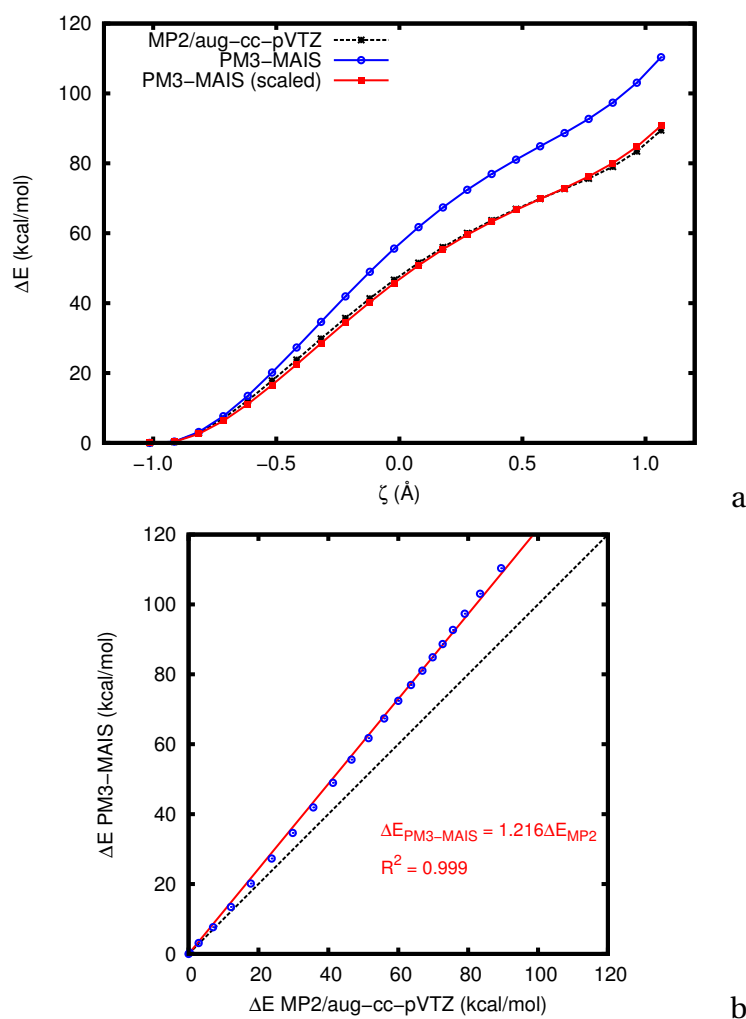 MP2/aug−cc−pVTZ
PM3−MAIS
PM3−MAIS (scaled)
120
100
80
60
40
20
0
ΔE (kcal/mol)
−1.0 −0.5 0.0 0.5 1.0
ζ (Å)
a
120
100
80
60
40
20
0
ΔE PM3−MAIS (kcal/mol)
ΔE_PM3−MAIS = 1.216ΔE_MP2
R² = 0.999
0 20 40 60 80 100 120
ΔE MP2/aug−cc−pVTZ (kcal/mol)
b